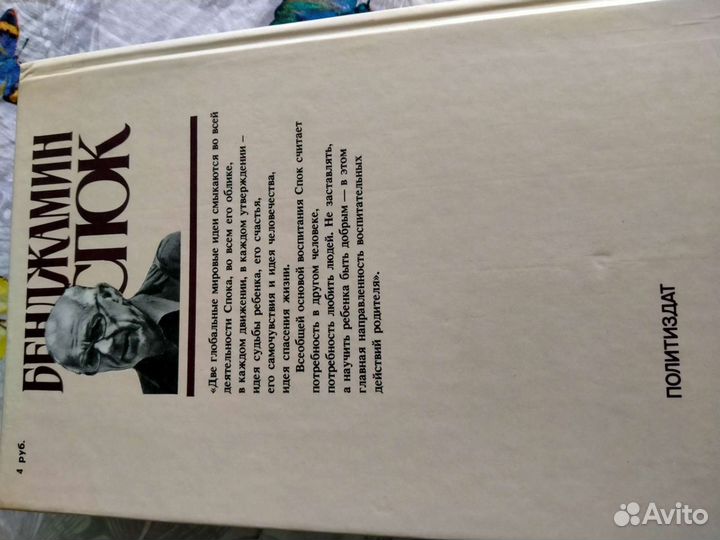 4 руб.
БЕНДЖАМИН
СПОК
«Две глобальные мировые идеи смыкаются во всей
деятельности Спока, во всем его облике,
в каждом движении, в каждом утверждении –
идея судьбы ребенка, его счастья,
его самочувствия и идея человечества,
идея спасения жизни.
Всеобщей основой воспитания Спок считает
потребность в другом человеке,
потребность любить людей. Не заставлять,
а научить ребенка быть добрым — в этом
главная направленность воспитательных
действий родителя».
ПОЛИТИЗДАТ
Avito